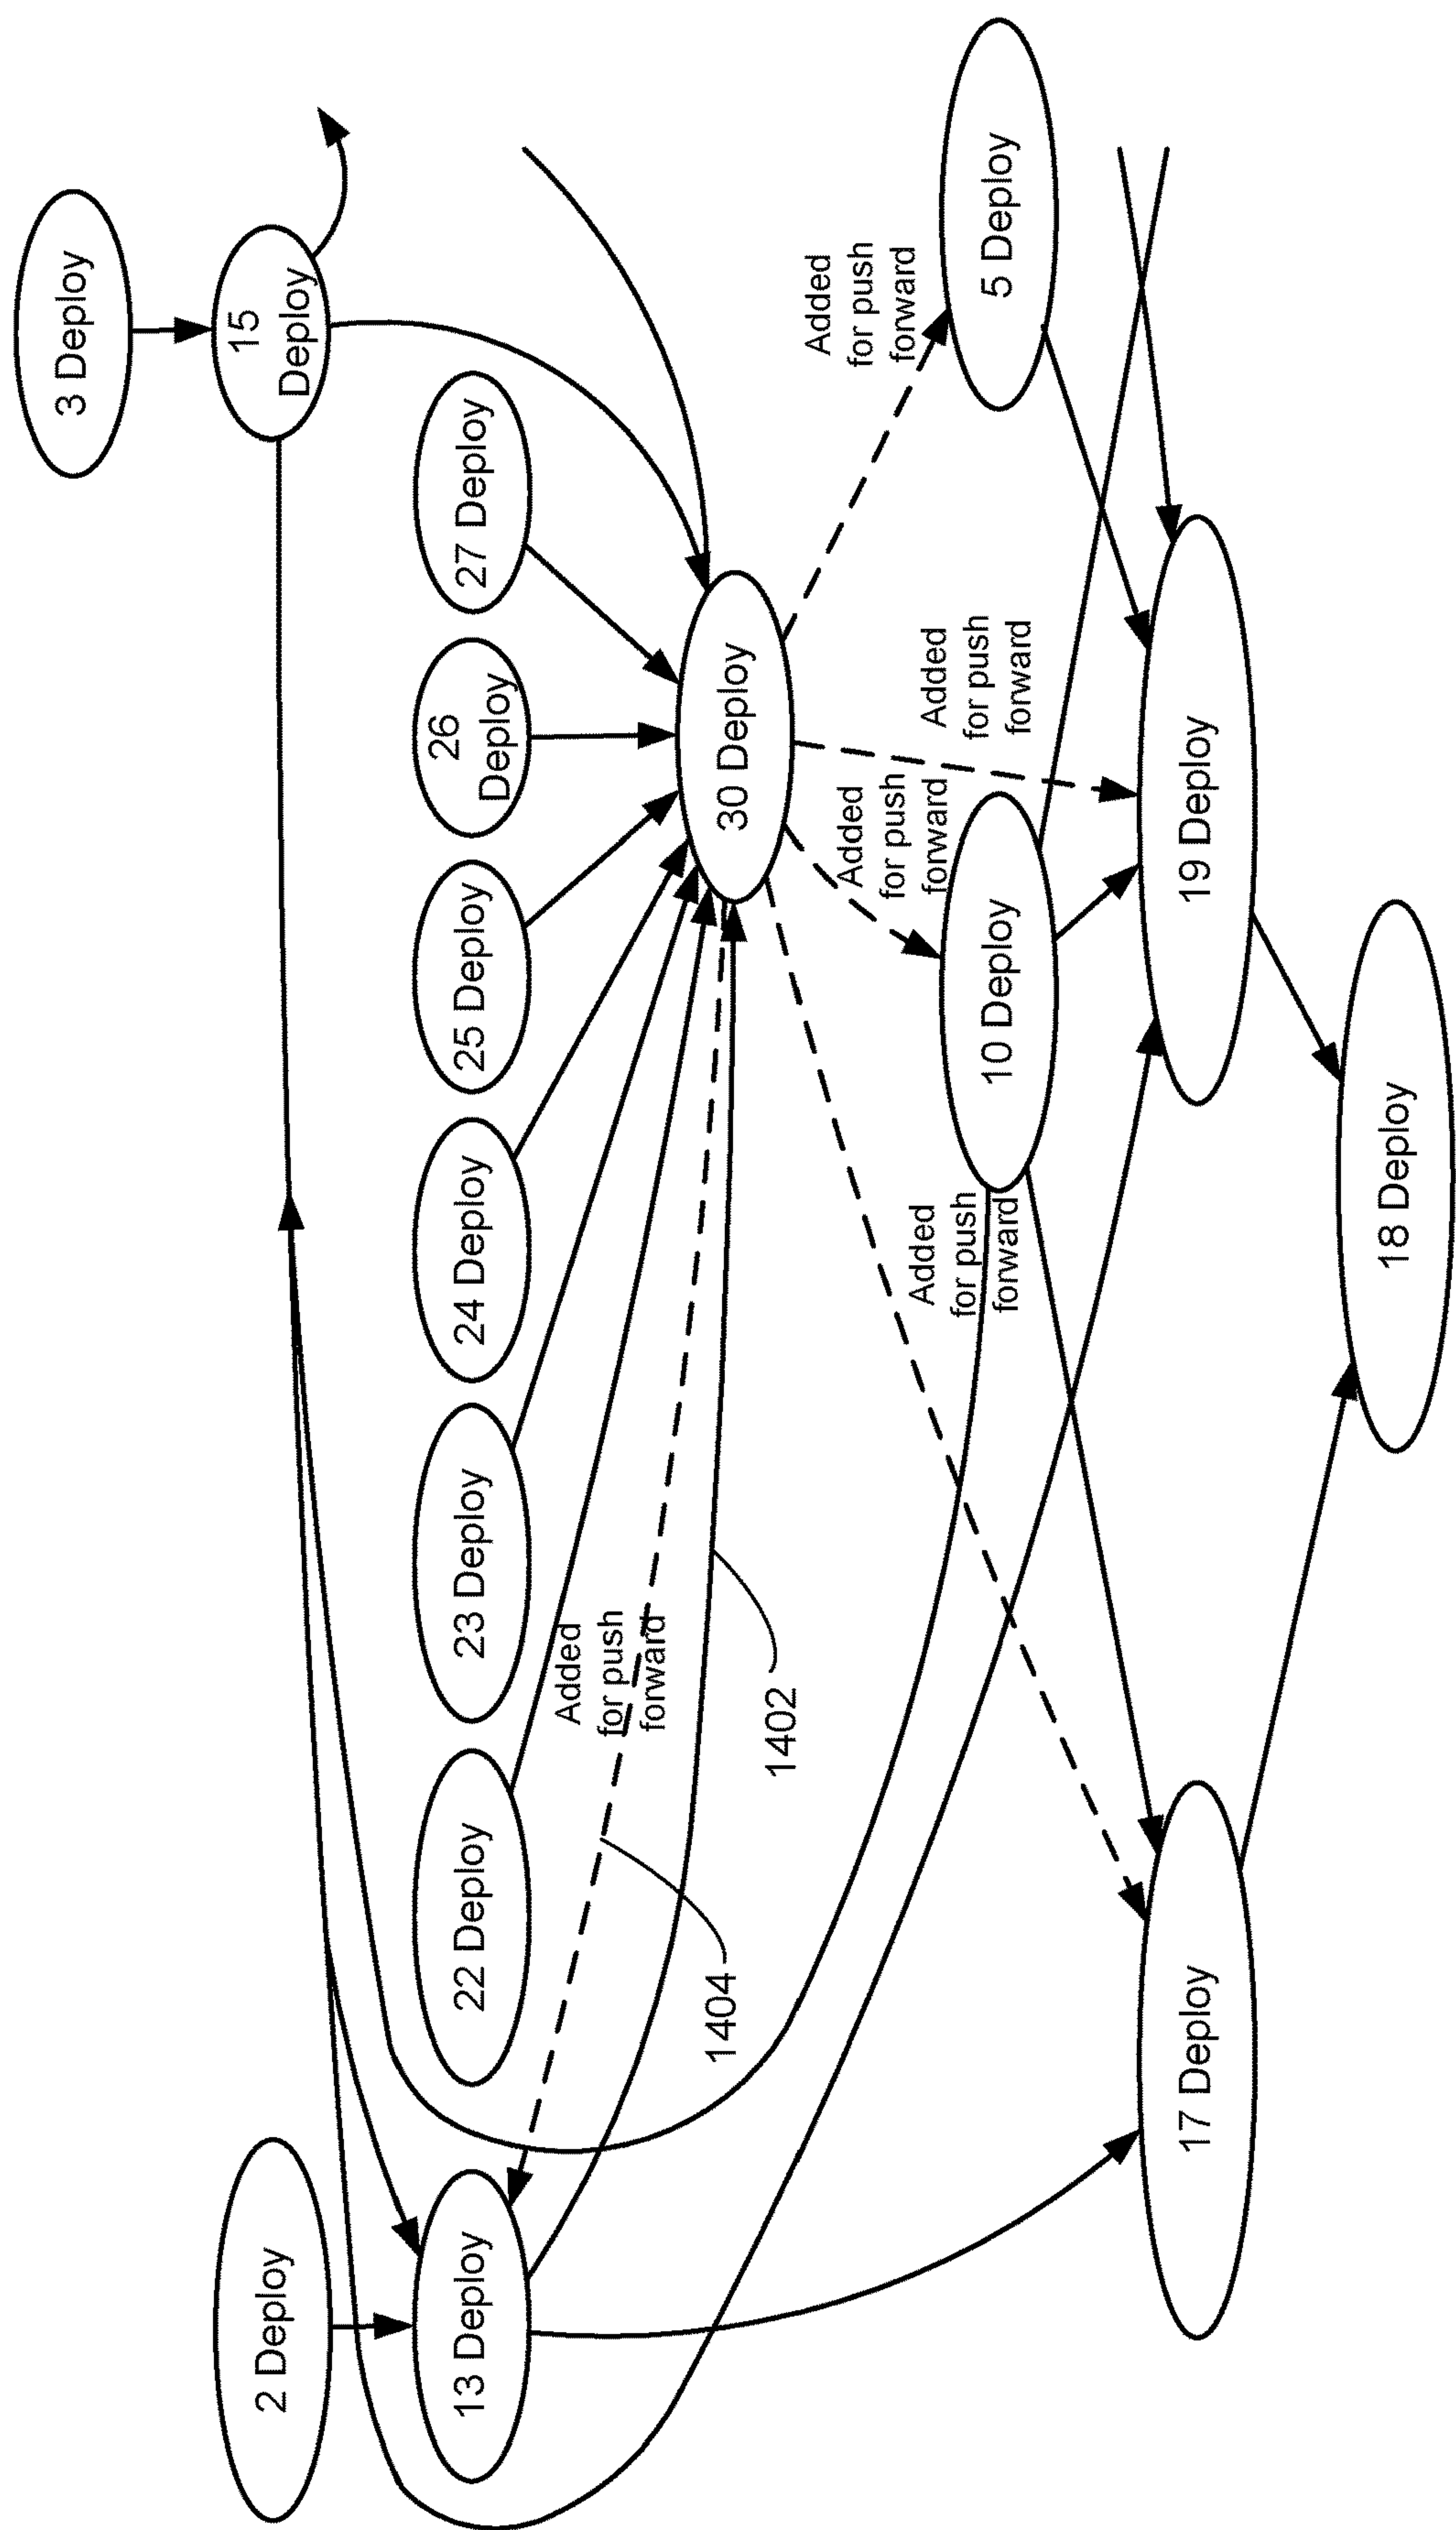 3 Deploy
2 Deploy
15
Deploy
13 Deploy
22 Deploy
23 Deploy
24 Deploy
25 Deploy
26
Deploy
27 Deploy
Added
for push
forward
1404
1402
30 Deploy
Added
for push
forward
Added
for push
forward
Added
for push
forward
Added
for push
forward
10 Deploy
5 Deploy
17 Deploy
19 Deploy
18 Deploy